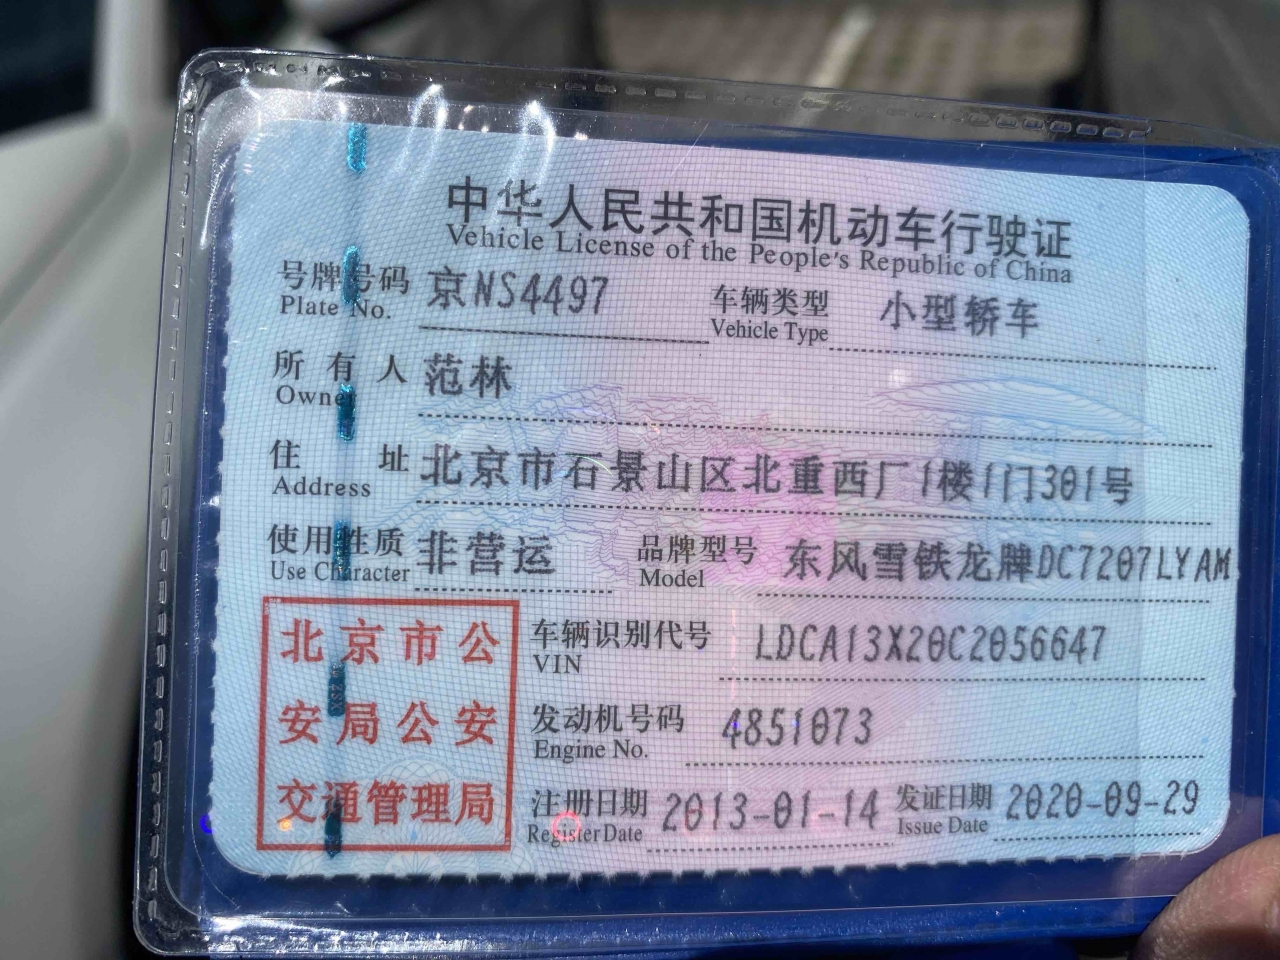 中华人民共和国机动车行驶证
Vehicle License of the People's Republic of China
号牌号码 京NS4497 车辆类型 小型轿车
Plate No. Vehicle Type
所有人 范林
Owner
住址 北京市石景山区北重西厂1楼1门301号
Address
使用性质 非营运 品牌型号 东风雪铁龙牌DC7207LYAM
Use Character Model
北京市公
安局公安
交通管理局
车辆识别代号 LDCA13X20C2056647
VIN
发动机号码 4851073
Engine No.
注册日期 2013-01-14 发证日期 2020-09-29
Register Date Issue Date